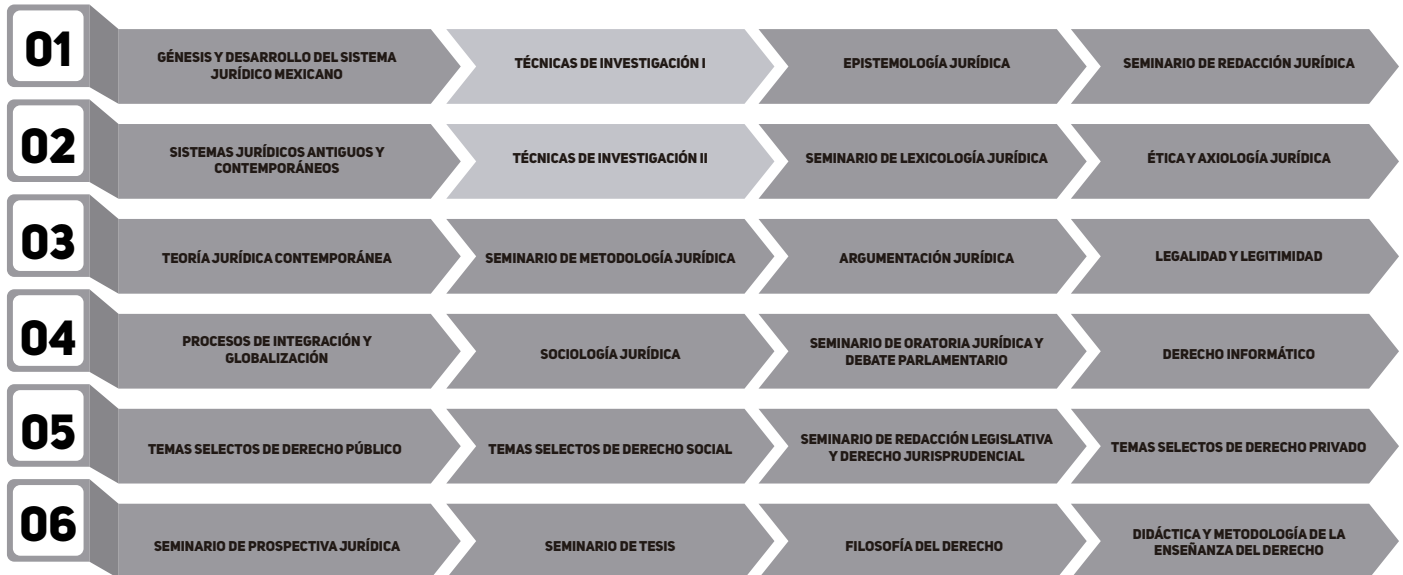 01
GÉNESIS Y DESARROLLO DEL SISTEMA
JURÍDICO MEXICANO
TÉCNICAS DE INVESTIGACIÓN I
EPISTEMOLOGÍA JURÍDICA
SEMINARIO DE REDACCIÓN JURÍDICA
02
SISTEMAS JURÍDICOS ANTIGUOS Y
CONTEMPORÁNEOS
TÉCNICAS DE INVESTIGACIÓN II
SEMINARIO DE LEXICOLOGÍA JURÍDICA
ÉTICA Y AXIOLOGÍA JURÍDICA
03
TEORÍA JURÍDICA CONTEMPORÁNEA
SEMINARIO DE METODOLOGÍA JURÍDICA
ARGUMENTACIÓN JURÍDICA
LEGALIDAD Y LEGITIMIDAD
04
PROCESOS DE INTEGRACIÓN Y
GLOBALIZACIÓN
SOCIOLOGÍA JURÍDICA
SEMINARIO DE ORATORIA JURÍDICA Y
DEBATE PARLAMENTARIO
DERECHO INFORMÁTICO
05
TEMAS SELECTOS DE DERECHO PÚBLICO
TEMAS SELECTOS DE DERECHO SOCIAL
SEMINARIO DE REDACCIÓN LEGISLATIVA
Y DERECHO JURISPRUDENCIAL
TEMAS SELECTOS DE DERECHO PRIVADO
06
SEMINARIO DE PROSPECTIVA JURÍDICA
SEMINARIO DE TESIS
FILOSOFÍA DEL DERECHO
DIDÁCTICA Y METODOLOGÍA DE LA
ENSEÑANZA DEL DERECHO